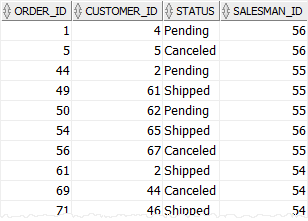 ORDER_ID CUSTOMER_ID STATUS SALESMAN_ID
1 4 Pending 56
5 5 Canceled 56
44 2 Pending 55
49 61 Shipped 55
50 62 Pending 55
54 65 Shipped 56
56 67 Canceled 55
61 2 Shipped 54
69 44 Canceled 54
71 46 Shipped 54